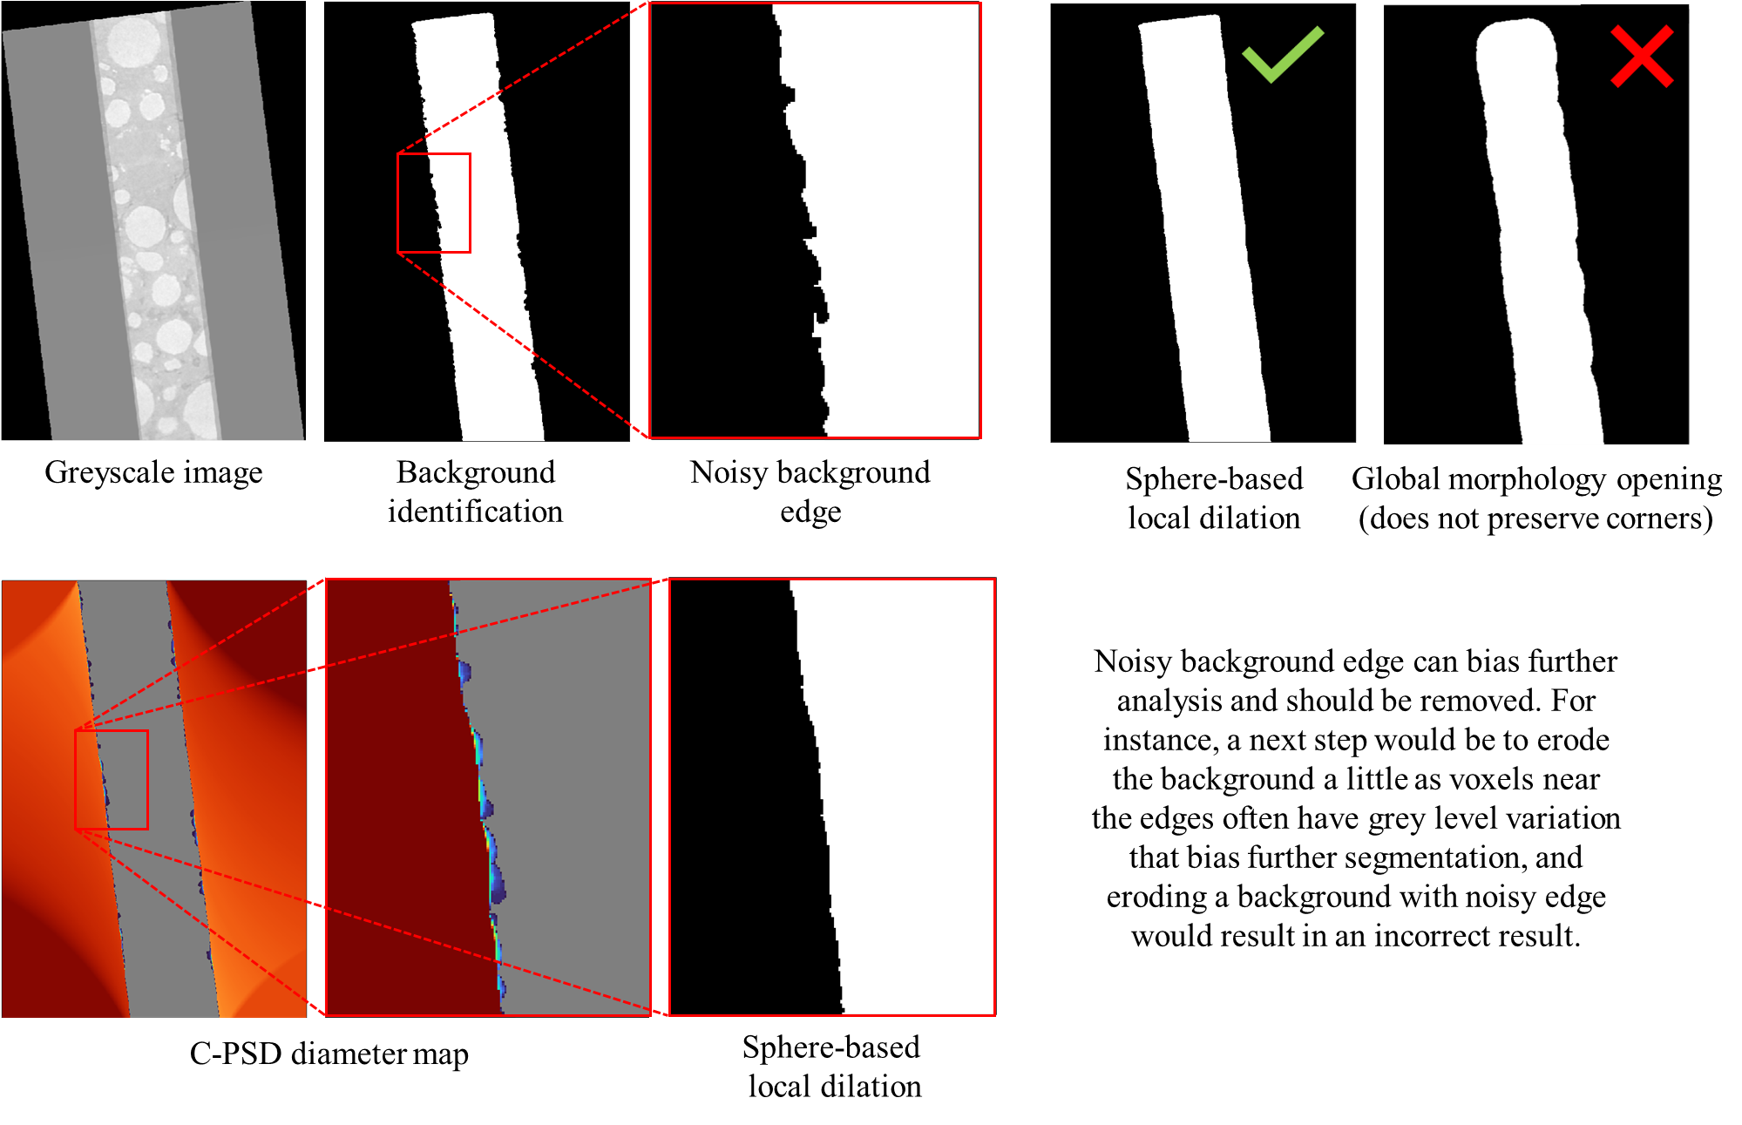 Greyscale image
Background
identification
Noisy background
edge
Sphere-based
local dilation
Global morphology opening
(does not preserve corners)
C-PSD diameter map
Sphere-based
local dilation
Noisy background edge can bias further
analysis and should be removed. For
instance, a next step would be to erode
the background a little as voxels near
the edges often have grey level variation
that bias further segmentation, and
eroding a background with noisy edge
would result in an incorrect result.